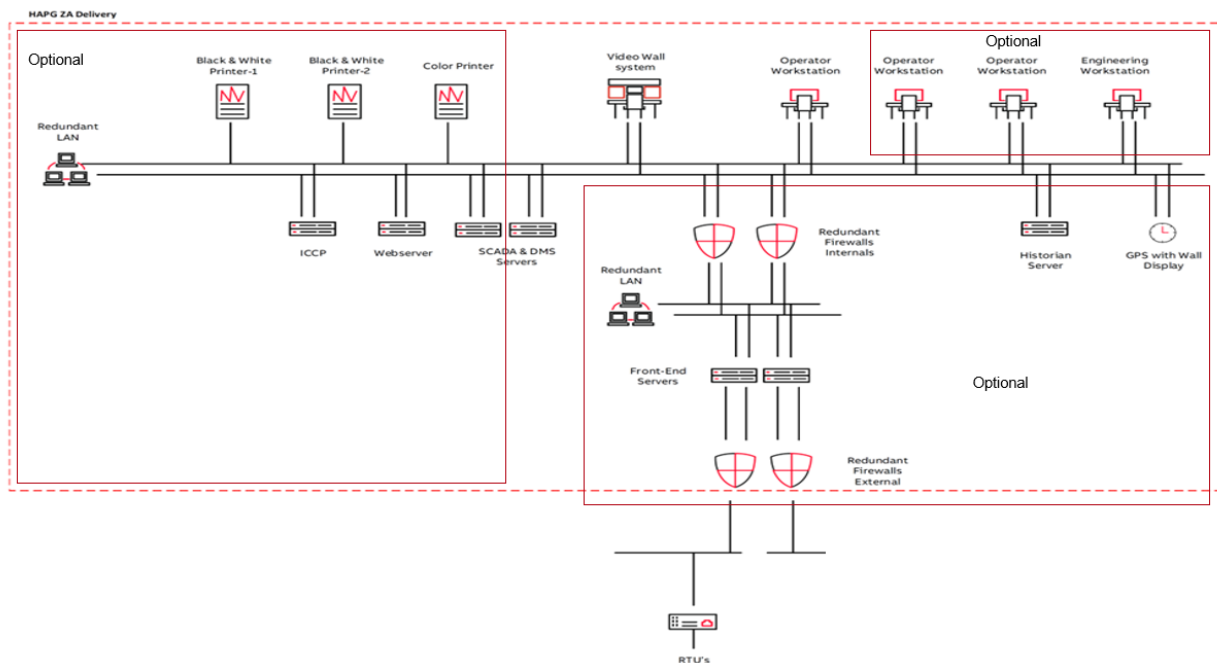 HAPG ZA Delivery
Optional
Black & White
Printer-1
Black & White
Printer-2
Color Printer
Video Wall
system
Operator
Workstation
Optional
Operator
Workstation
Operator
Workstation
Engineering
Workstation
Redundant
LAN
ICCP
Webserver
SCADA & DMS
Servers
Redundant
Firewalls
Internals
Historian
Server
GPS with Wall
Display
Redundant
LAN
Front-End
Servers
Optional
Redundant
Firewalls
External
RTU's